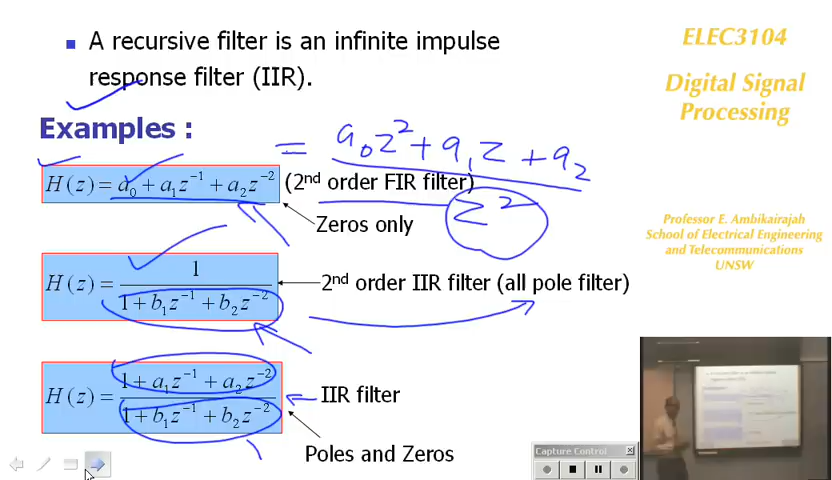 A recursive filter is an infinite impulse
response filter (IIR).
ELEC3104
Digital Signal
Processing
Examples :
= a₀z² + a₁z + a₂
z²
H(z) = a₀ + a₁z⁻¹ + a₂z⁻² (2nd order FIR filter)
Zeros only
Professor E. Ambikairajah
School of Electrical Engineering
and Telecommunications
UNSW
H(z) = 1
1 + b₁z⁻¹ + b₂z⁻²
2nd order IIR filter (all pole filter)
H(z) = 1 + a₁z⁻¹ + a₂z⁻²
1 + b₁z⁻¹ + b₂z⁻²
IIR filter
Poles and Zeros
Capture Control